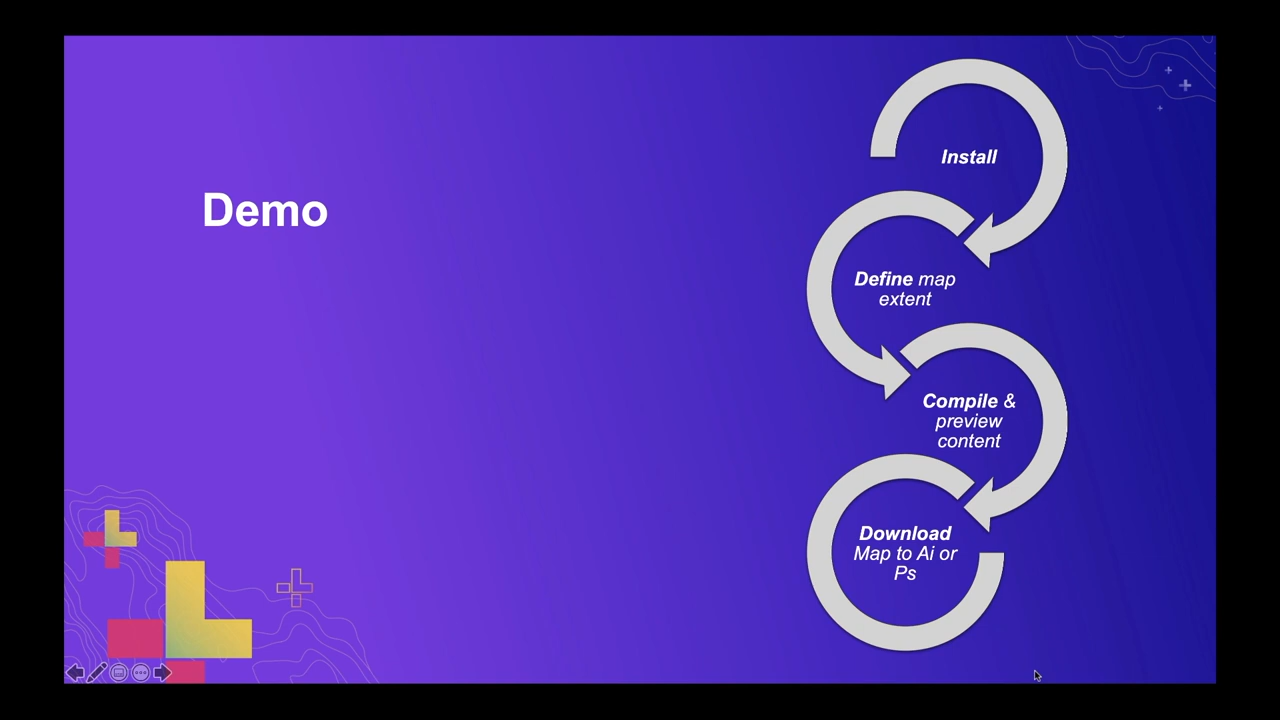 Demo
Install
Define map
extent
Compile &
preview
content
Download
Map to Ai or
Ps